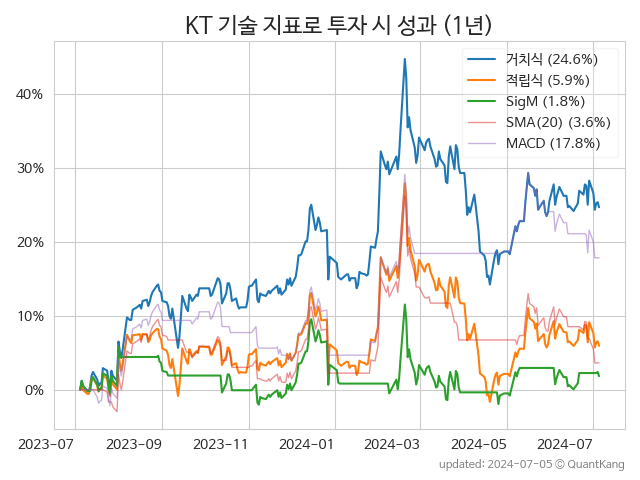 KT 기술 지표로 투자 시 성과 (1년)
거치식 (24.6%)
적립식 (5.9%)
SigM (1.8%)
SMA(20) (3.6%)
MACD (17.8%)
40%
30%
20%
10%
0%
2023-07 2023-09 2023-11 2024-01 2024-03 2024-05 2024-07
updated: 2024-07-05 © QuantKang